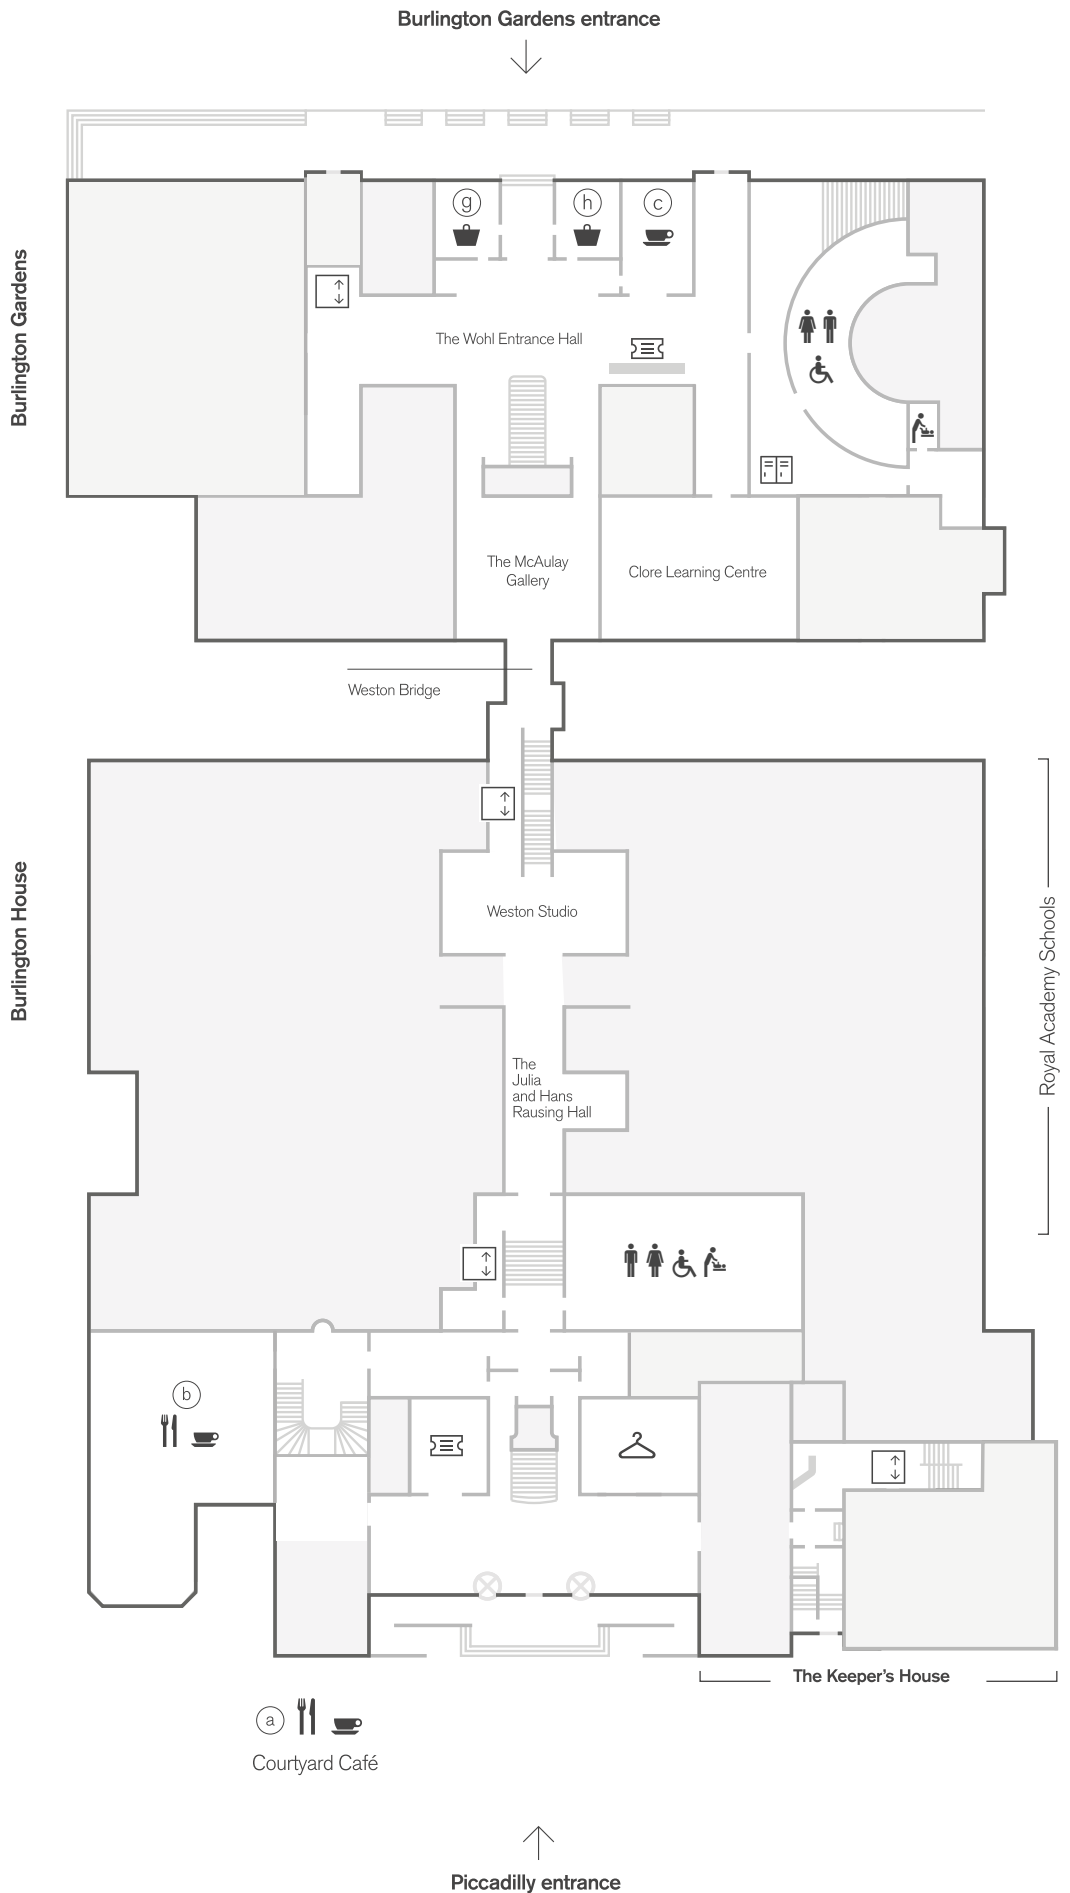 Burlington Gardens entrance
g
h
c
Burlington Gardens
The Wohl Entrance Hall
The McAulay
Gallery
Clore Learning Centre
Weston Bridge
Burlington House
Royal Academy Schools
Weston Studio
The
Julia
and Hans
Rausing Hall
b
The Keeper's House
a
Courtyard Café
Piccadilly entrance